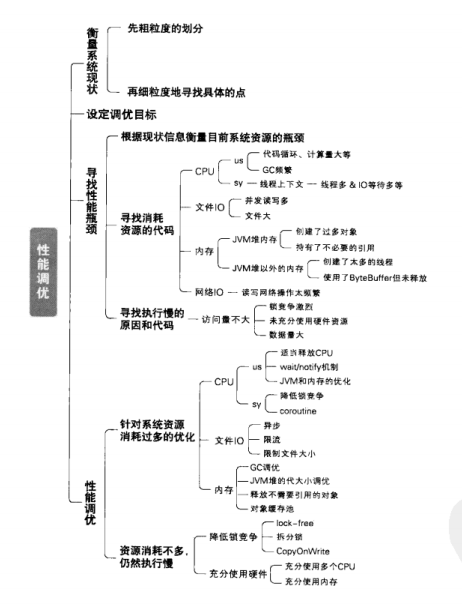 性能调优
衡量系统现状
先粗粒度的划分
再细粒度地寻找具体的点
设定调优目标
寻找性能瓶颈
根据现状信息衡量目前系统资源的瓶颈
寻找消耗
资源的代码
CPU
us
代码循环、计算量大等
GC频繁
sy
线程上下文
线程多 & IO等待多等
文件IO
并发读写多
文件大
内存
JVM堆内存
创建了过多对象
持有了不必要的引用
JVM堆以外的内存
创建了太多的线程
使用了ByteBuffer但未释放
网络IO
读写网络操作太频繁
寻找执行慢的
原因和代码
访问量不大
锁竞争激烈
未充分使用硬件资源
数据量大
性能调优
针对系统资源
消耗过多的优化
CPU
us
适当释放CPU
wait/notify机制
JVM和内存的优化
sy
降低锁竞争
coroutine
文件IO
异步
限流
限制文件大小
内存
GC调优
JVM堆的代大小调优
释放不需要引用的对象
对象缓存池
资源消耗不多，
仍然执行慢
降低锁竞争
lock-free
拆分锁
CopyOnWrite
充分使用硬件
充分使用多个CPU
充分使用内存